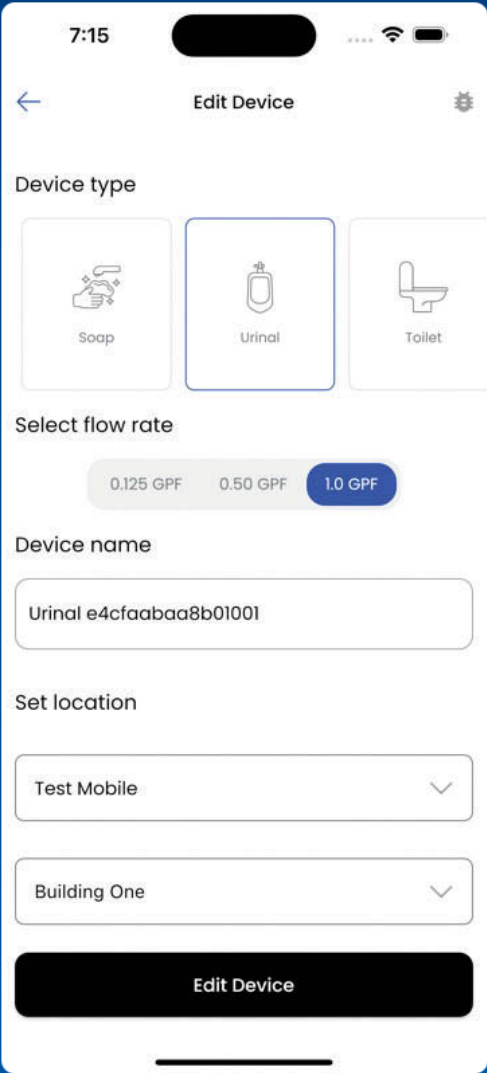 7:15
Edit Device
Device type
Soap
Urinal
Toilet
Select flow rate
0.125 GPF 0.50 GPF 1.0 GPF
Device name
Urinal e4cfaabaa8b01001
Set location
Test Mobile
Building One
Edit Device